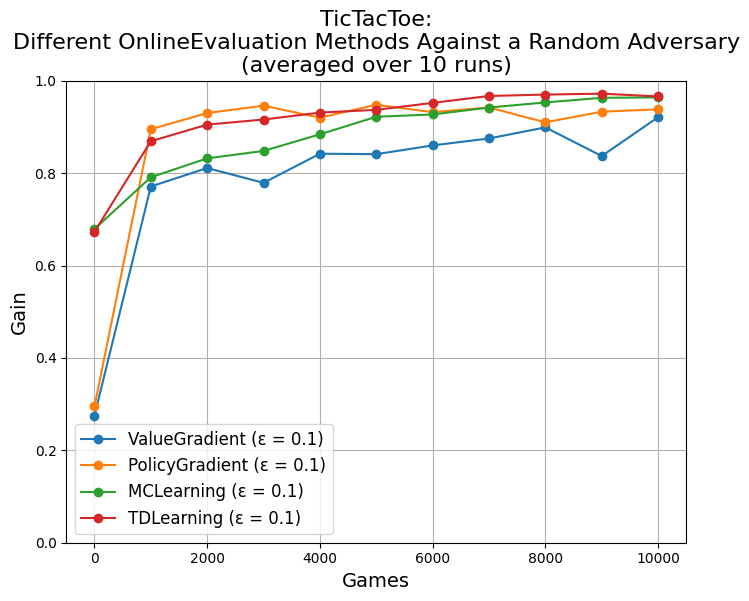 TicTacToe:
Different OnlineEvaluation Methods Against a Random Adversary
(averaged over 10 runs)
1.0
0.8
0.6
0.4
0.2
0.0
Gain
ValueGradient (ε = 0.1)
PolicyGradient (ε = 0.1)
MCLearning (ε = 0.1)
TDLearning (ε = 0.1)
0 2000 4000 6000 8000 10000
Games